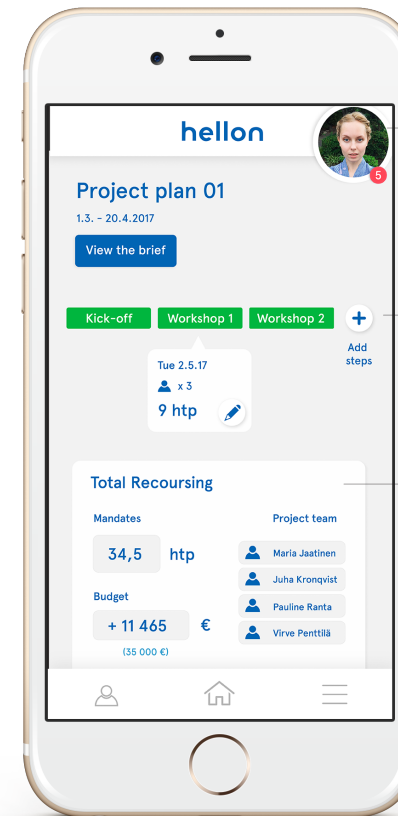 hellon
5
Project plan 01
1.3. - 20.4.2017
View the brief
Kick-off
Workshop 1
Workshop 2
+
Add
steps
Tue 2.5.17
x 3
9 htp
Total Recoursing
Mandates
34,5 htp
Budget
+ 11 465 €
(35 000 €)
Project team
Maria Jaatinen
Juha Kronqvist
Pauline Ranta
Virve Penttilä